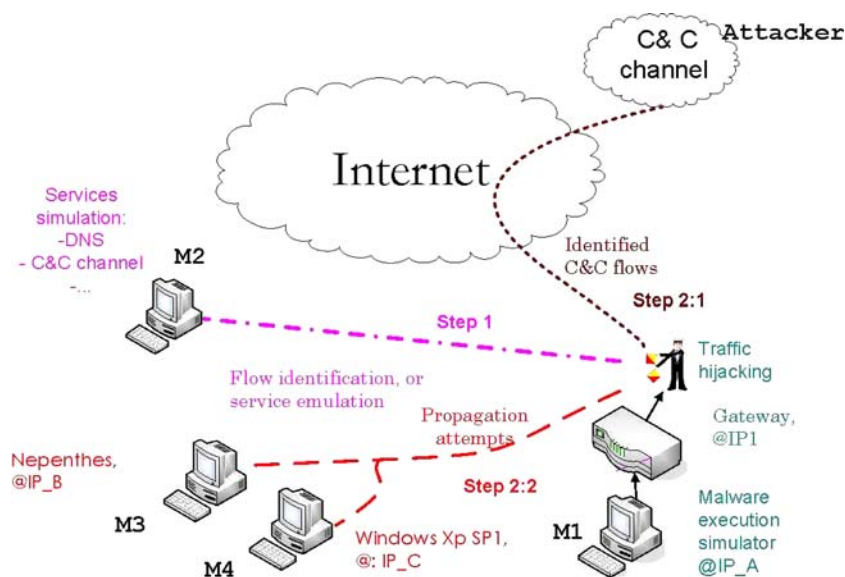 C& C
channel
Attacker
Internet
Services
simulation:
-DNS
- C&C channel
-...
M2
Identified
C&C flows
Step 2:1
Step 1
Traffic
hijacking
Flow identification, or
service emulation
Propagation
attempts
Gateway,
@IP1
Nepenthes,
@IP_B
M3
Step 2:2
M4
Windows Xp SP1,
@: IP_C
M1
Malware
execution
simulator
@IP_A